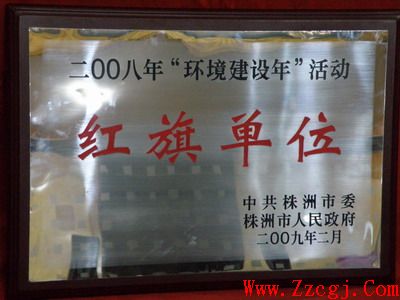 二00八年“环境建设年”活动
红旗单位
中共株洲市委
株洲市人民政府
二00九年二月
Www.Zzcgj.Com